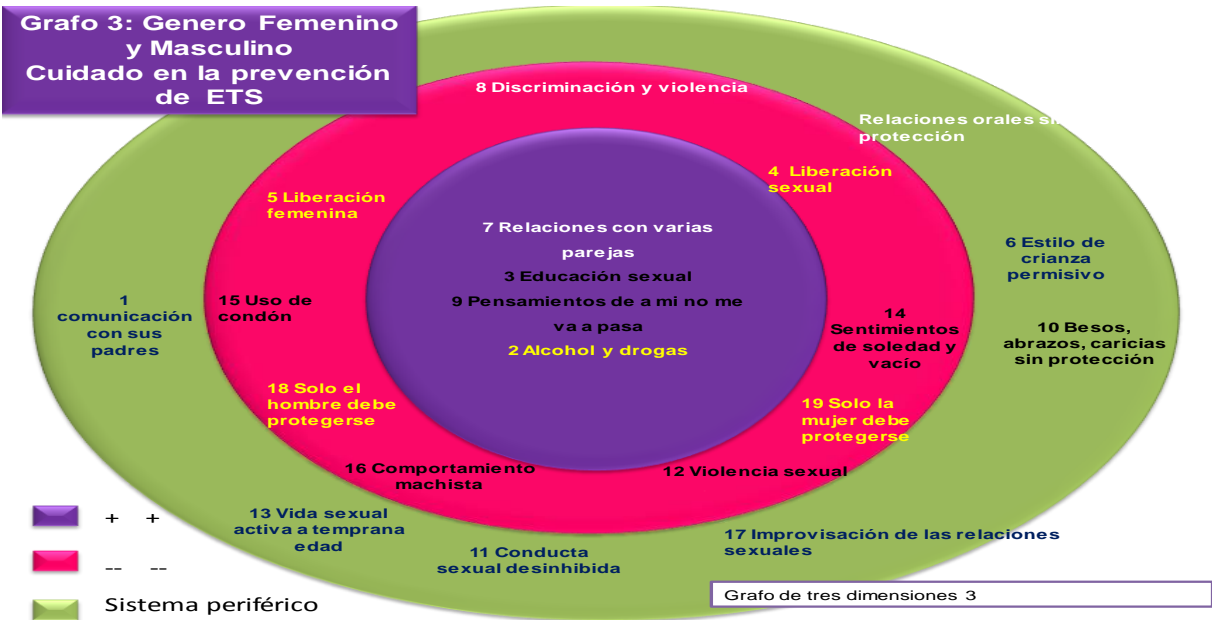 Grafo 3: Genero Femenino
y Masculino
Cuidado en la prevención
de ETS
8 Discriminación y violencia
Relaciones orales sin
protección
4 Liberación
sexual
5 Liberación
femenina
7 Relaciones con varias
parejas
3 Educación sexual
9 Pensamientos de a mi no me
va a pasa
2 Alcohol y drogas
6 Estilo de
crianza
permisivo
1
comunicación
con sus
padres
15 Uso de
condón
14
Sentimientos
de soledad y
vacío
10 Besos,
abrazos, caricias
sin protección
18 Solo el
hombre debe
protegerse
19 Solo la
mujer debe
protegerse
16 Comportamiento
machista
12 Violencia sexual
13 Vida sexual
activa a temprana
edad
11 Conducta
sexual desinhibida
17 Improvisación de las relaciones
sexuales
+ +
-- --
Sistema periférico
Grafo de tres dimensiones 3